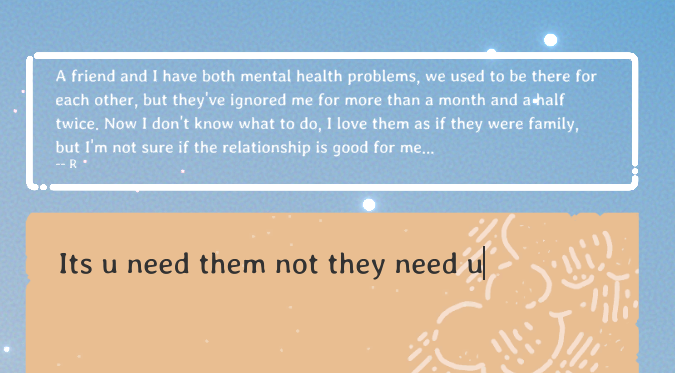 A friend and I have both mental health problems, we used to be there for
each other, but they've ignored me for more than a month and a half
twice. Now I don't know what to do, I love them as if they were family,
but I'm not sure if the relationship is good for me...
-- R
Its u need them not they need u